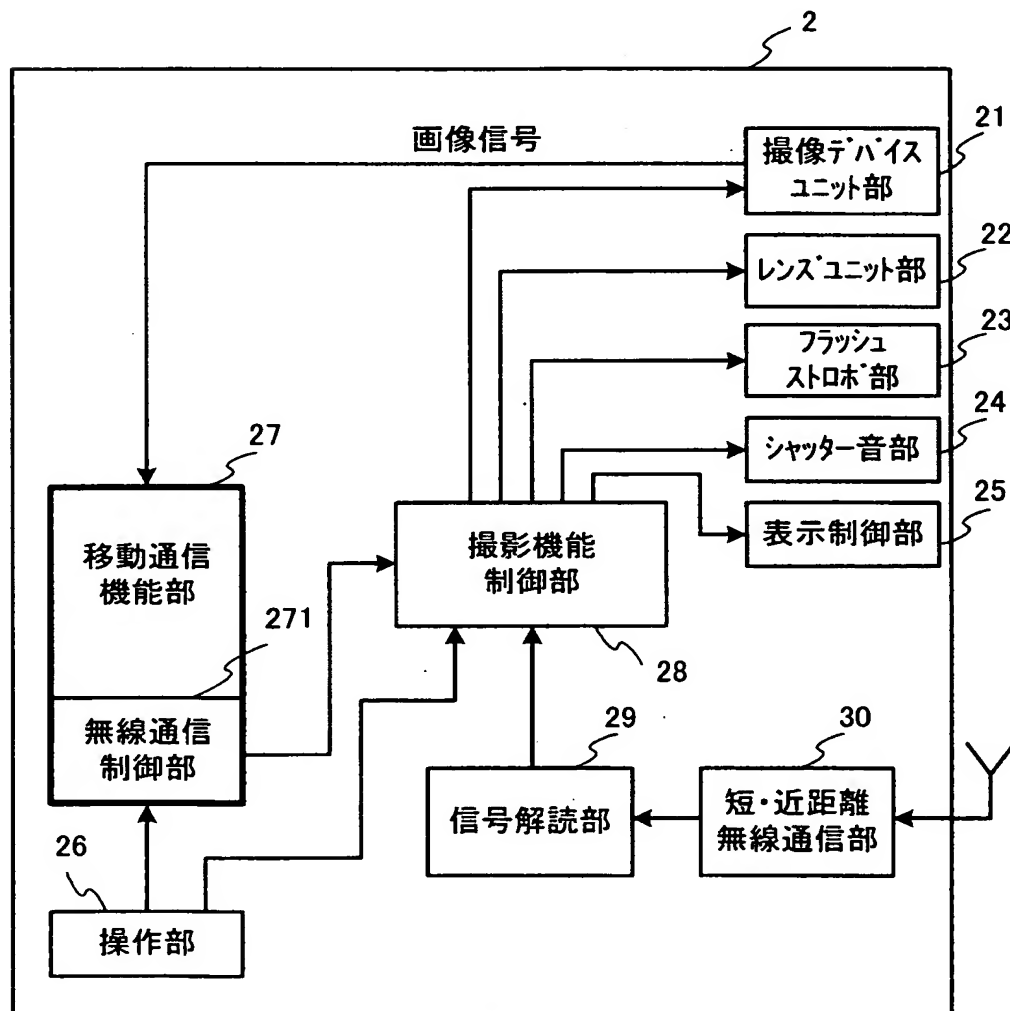 2
画像信号
21
撮像デバイス
ユニット部
22
レンズユニット部
23
フラッシュ
ストロボ部
24
シャッター音部
25
表示制御部
27
移動通信
機能部
271
無線通信
制御部
撮影機能
制御部
28
29
信号解読部
30
短・近距離
無線通信部
26
操作部